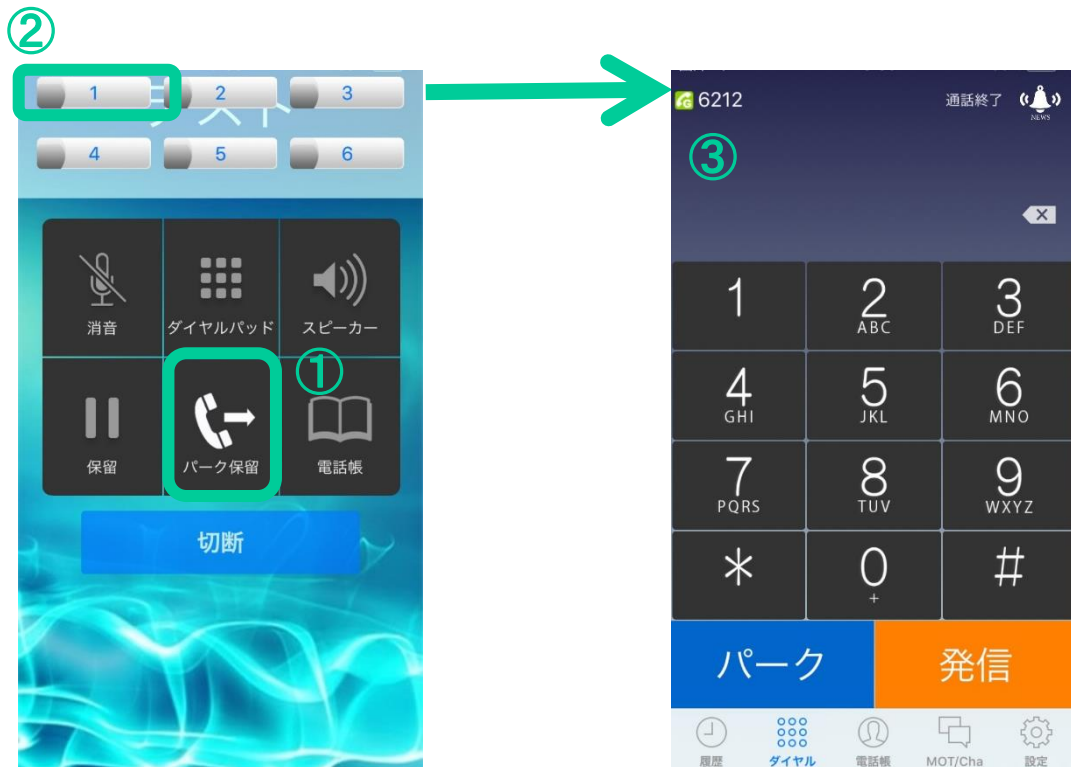 ②
1
2
3
テスト
4
5
6
消音
ダイヤルパッド
スピーカー
①
保留
パーク保留
電話帳
切断
6212
通話終了
NEWS
③
1
2
ABC
3
DEF
4
GHI
5
JKL
6
MNO
7
PQRS
8
TUV
9
WXYZ
*
0
+
#
パーク
発信
履歴
ダイヤル
電話帳
MOT/Cha
設定